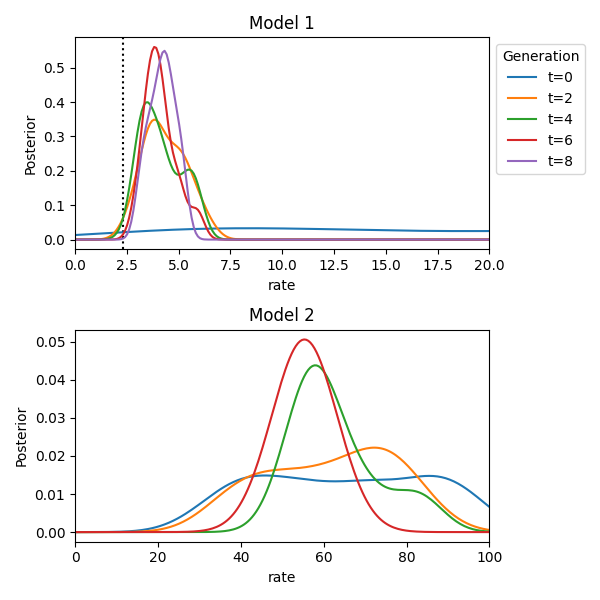 Model 1
Posterior
0.5
0.4
0.3
0.2
0.1
0.0
0.0 2.5 5.0 7.5 10.0 12.5 15.0 17.5 20.0
rate
Generation
t=0
t=2
t=4
t=6
t=8
Model 2
Posterior
0.05
0.04
0.03
0.02
0.01
0.00
0 20 40 60 80 100
rate